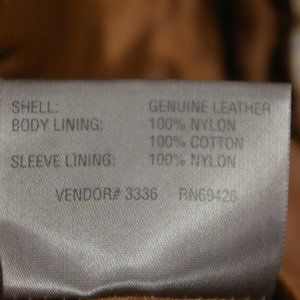 SHELL: GENUINE LEATHER
BODY LINING: 100% NYLON
100% COTTON
SLEEVE LINING: 100% NYLON
VENDOR# 3336 RN69426